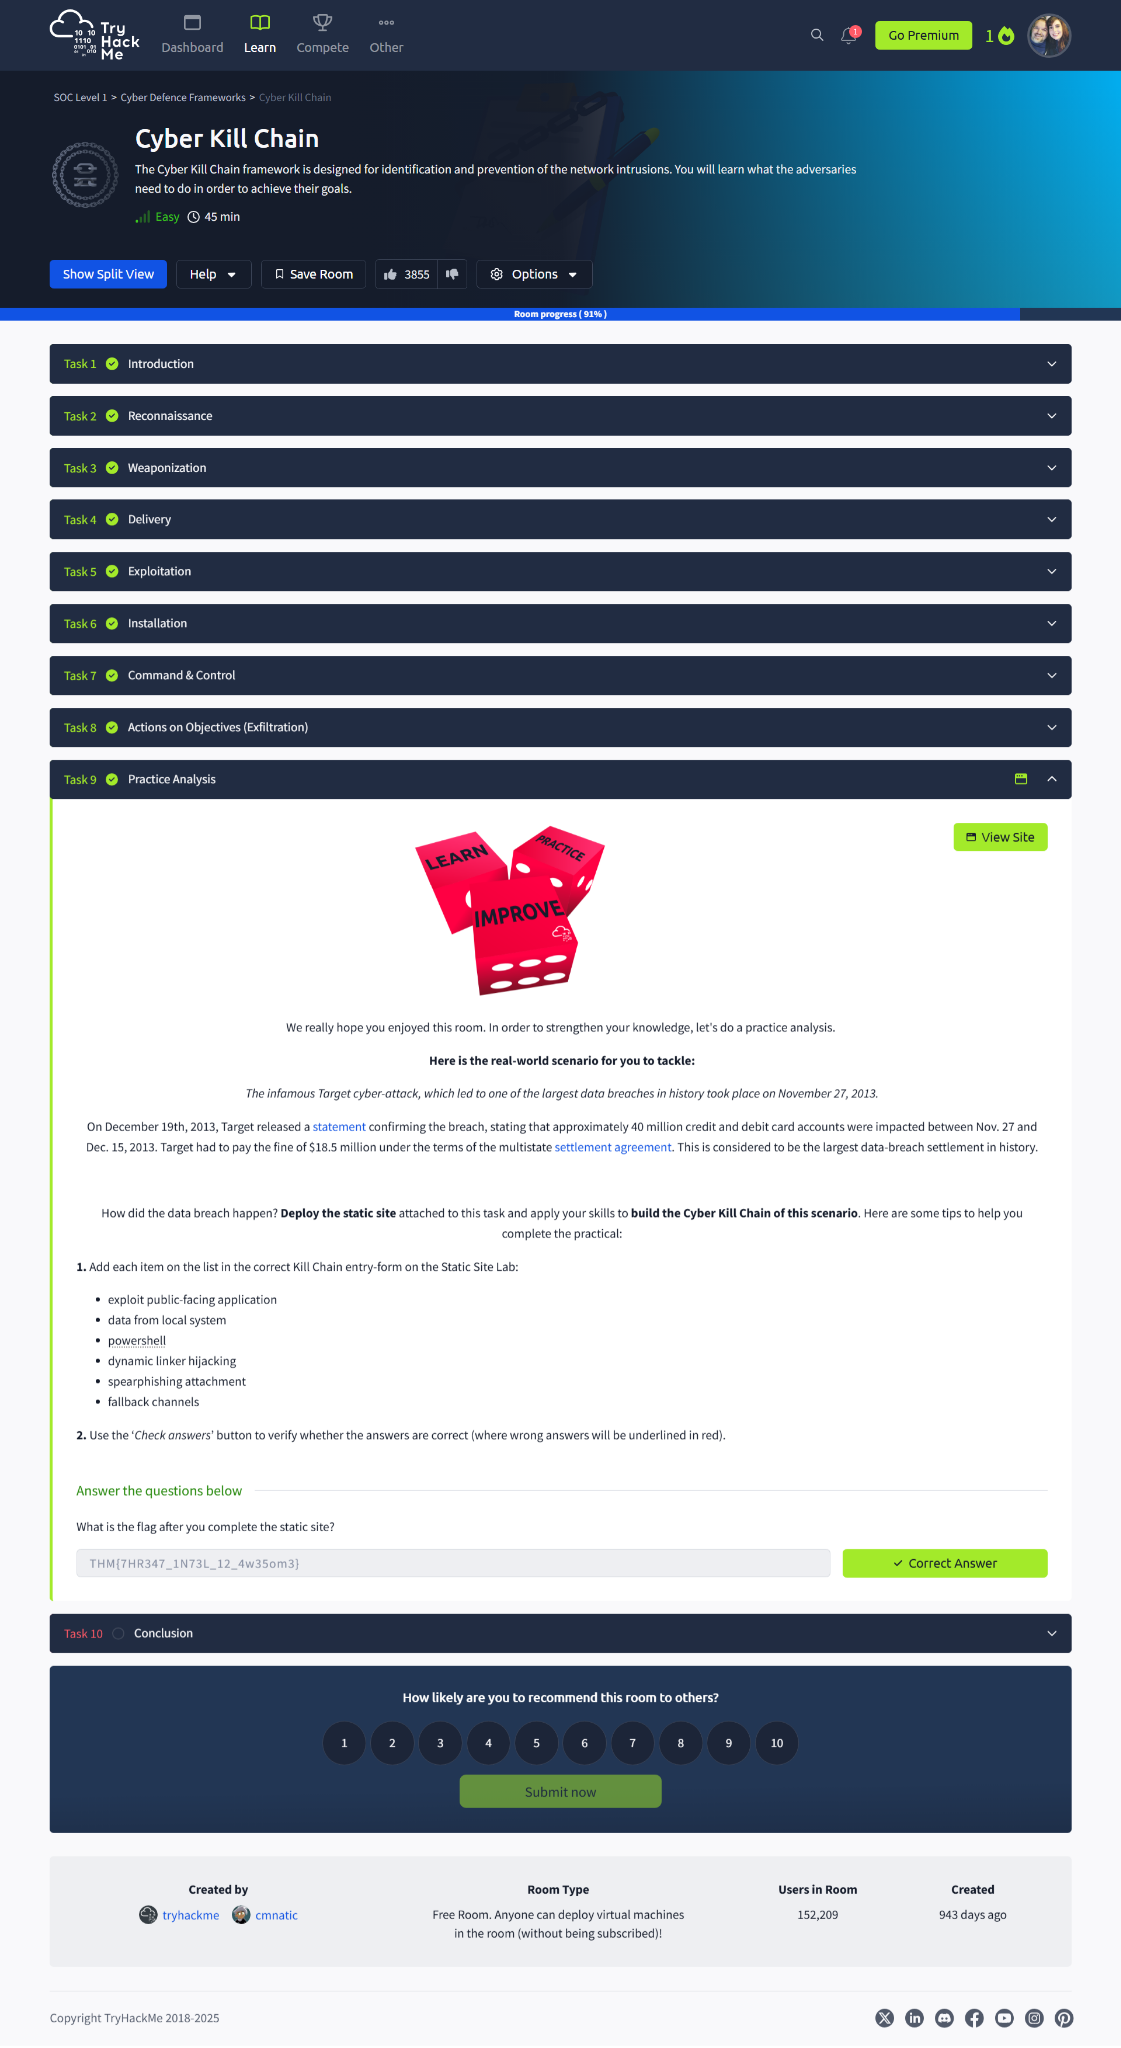 Try
Hack
Me
10 10
1110
0101 01
010
Dashboard
Learn
Compete
Other
1
Go Premium
1
SOC Level 1 > Cyber Defence Frameworks > Cyber Kill Chain
Cyber Kill Chain
The Cyber Kill Chain framework is designed for identification and prevention of the network intrusions. You will learn what the adversaries
need to do in order to achieve their goals.
Easy 45 min
Show Split View
Help
Save Room
3855
Options
Room progress ( 91% )
Task 1 Introduction
Task 2 Reconnaissance
Task 3 Weaponization
Task 4 Delivery
Task 5 Exploitation
Task 6 Installation
Task 7 Command & Control
Task 8 Actions on Objectives (Exfiltration)
Task 9 Practice Analysis
View Site
LEARN
PRACTICE
IMPROVE
We really hope you enjoyed this room. In order to strengthen your knowledge, let's do a practice analysis.
Here is the real-world scenario for you to tackle:
The infamous Target cyber-attack, which led to one of the largest data breaches in history took place on November 27, 2013.
On December 19th, 2013, Target released a statement confirming the breach, stating that approximately 40 million credit and debit card accounts were impacted between Nov. 27 and
Dec. 15, 2013. Target had to pay the fine of $18.5 million under the terms of the multistate settlement agreement. This is considered to be the largest data-breach settlement in history.
How did the data breach happen? Deploy the static site attached to this task and apply your skills to build the Cyber Kill Chain of this scenario. Here are some tips to help you
complete the practical:
1. Add each item on the list in the correct Kill Chain entry-form on the Static Site Lab:
• exploit public-facing application
• data from local system
• powershell
• dynamic linker hijacking
• spearphishing attachment
• fallback channels
2. Use the ‘Check answers’ button to verify whether the answers are correct (where wrong answers will be underlined in red).
Answer the questions below
What is the flag after you complete the static site?
THM{7HR347_1N73L_12_4w35om3}
Correct Answer
Task 10 Conclusion
How likely are you to recommend this room to others?
1 2 3 4 5 6 7 8 9 10
Submit now
Created by
tryhackme cmnatic
Room Type
Free Room. Anyone can deploy virtual machines
in the room (without being subscribed)!
Users in Room
152,209
Created
943 days ago
Copyright TryHackMe 2018-2025